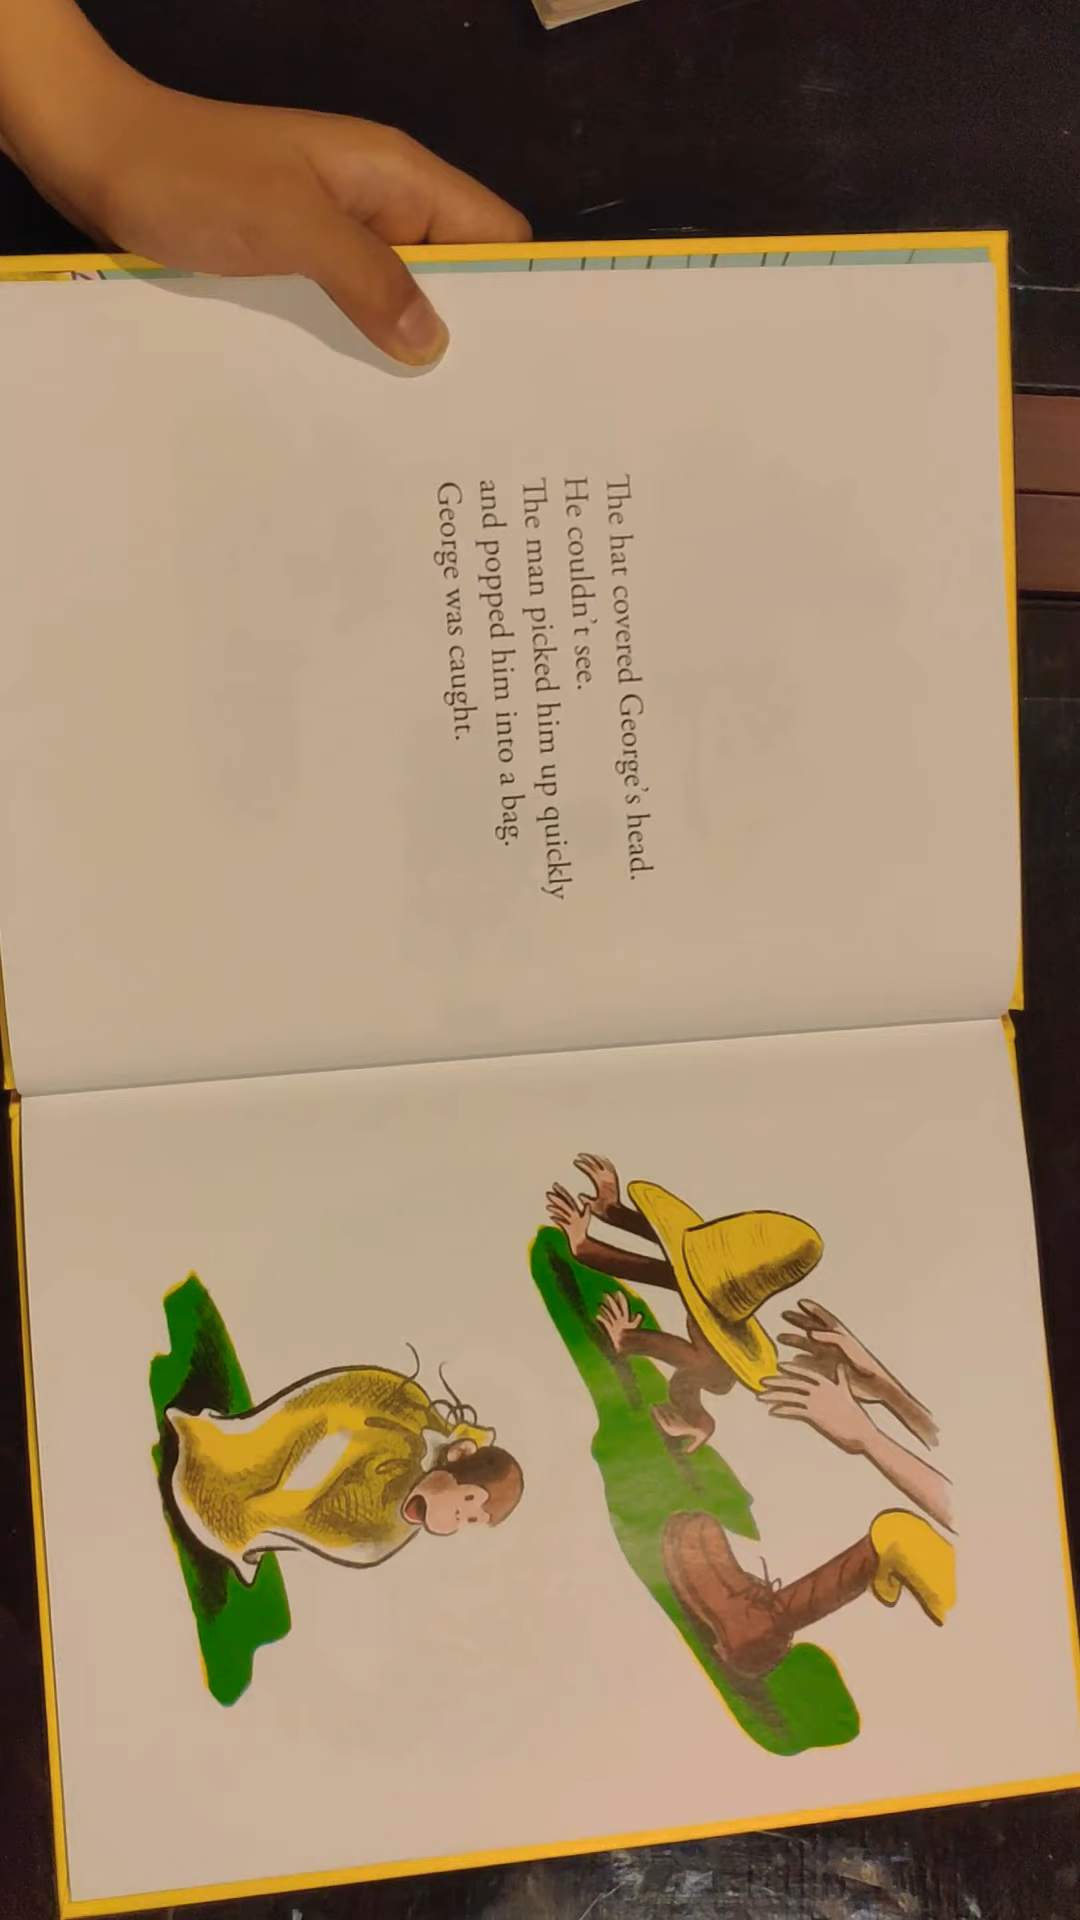 The hat covered George's head.
He couldn't see.
The man picked him up quickly
and popped him into a bag.
George was caught.